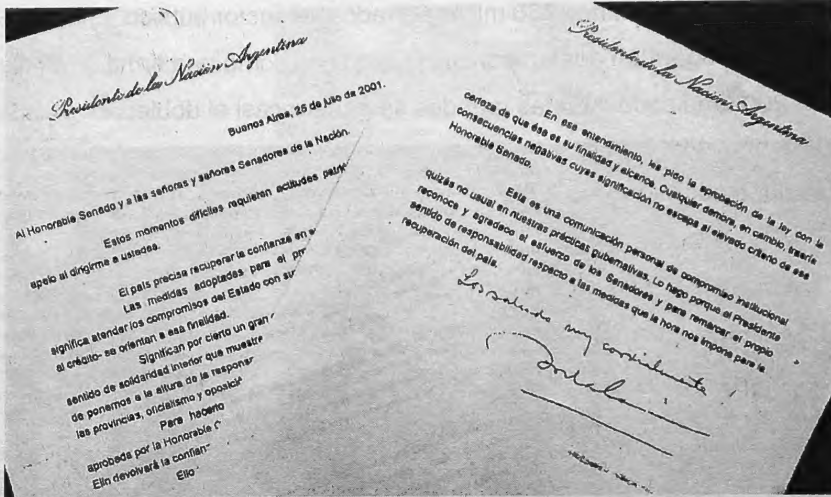 Presidente de la Nación Argentina
Buenos Aires, 25 de julio de 2001.
Al Honorable Senado y a las señoras y señores Senadores de la Nación.
Estos momentos difíciles requieren actitudes
apelo al dirigirme a ustedes.
El país precisa recuperar la confianza en
Las medidas adoptadas para el
significa atender los compromisos del Estado con
al crédito- se orientan a esa finalidad.
Significan por cierto un gran
sentido de solidaridad interior que muestre
de ponernos a la altura de la
las provincias, oficialismo y
Para hacerlo
aprobada por la Honorable
Ello devolverá la
Ello
Presidente de la Nación Argentina
En ese entendimiento, les pido la aprobación de la ley con la
certeza de que ésa es su finalidad y alcance. Cualquier demora, en cambio, traería
consecuencias negativas cuya significación no escapa al elevado criterio de ese
Honorable Senado.
Esta es una comunicación personal de compromiso institucional
quizás no usual en nuestras prácticas gubernativas. Lo hago porque el Presidente
reconoce y agradece el esfuerzo de los Senadores y para remarcar el propio
sentido de responsabilidad respecto a las medidas que la hora nos impone para la
recuperación del país.
Los saluda muy cordialmente